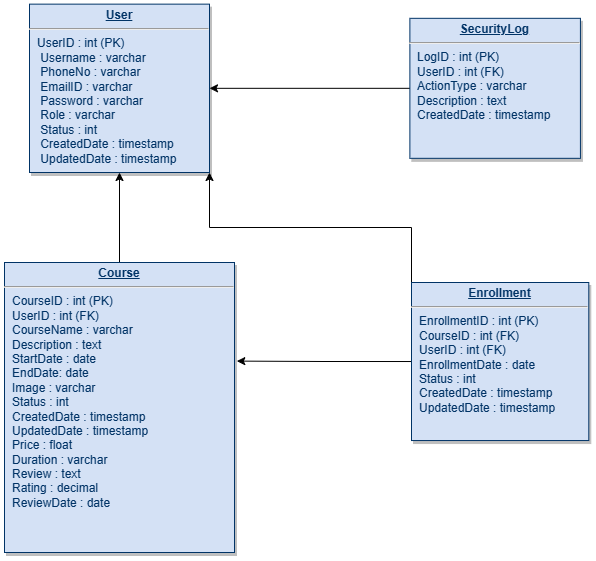 User
UserID : int (PK)
Username : varchar
PhoneNo : varchar
EmailID : varchar
Password : varchar
Role : varchar
Status : int
CreatedDate : timestamp
UpdatedDate : timestamp
SecurityLog
LogID : int (PK)
UserID : int (FK)
ActionType : varchar
Description : text
CreatedDate : timestamp
Course
CourseID : int (PK)
UserID : int (FK)
CourseName : varchar
Description : text
StartDate : date
EndDate: date
Image : varchar
Status : int
CreatedDate : timestamp
UpdatedDate : timestamp
Price : float
Duration : varchar
Review : text
Rating : decimal
ReviewDate : date
Enrollment
EnrollmentID : int (PK)
CourseID : int (FK)
UserID : int (FK)
EnrollmentDate : date
Status : int
CreatedDate : timestamp
UpdatedDate : timestamp